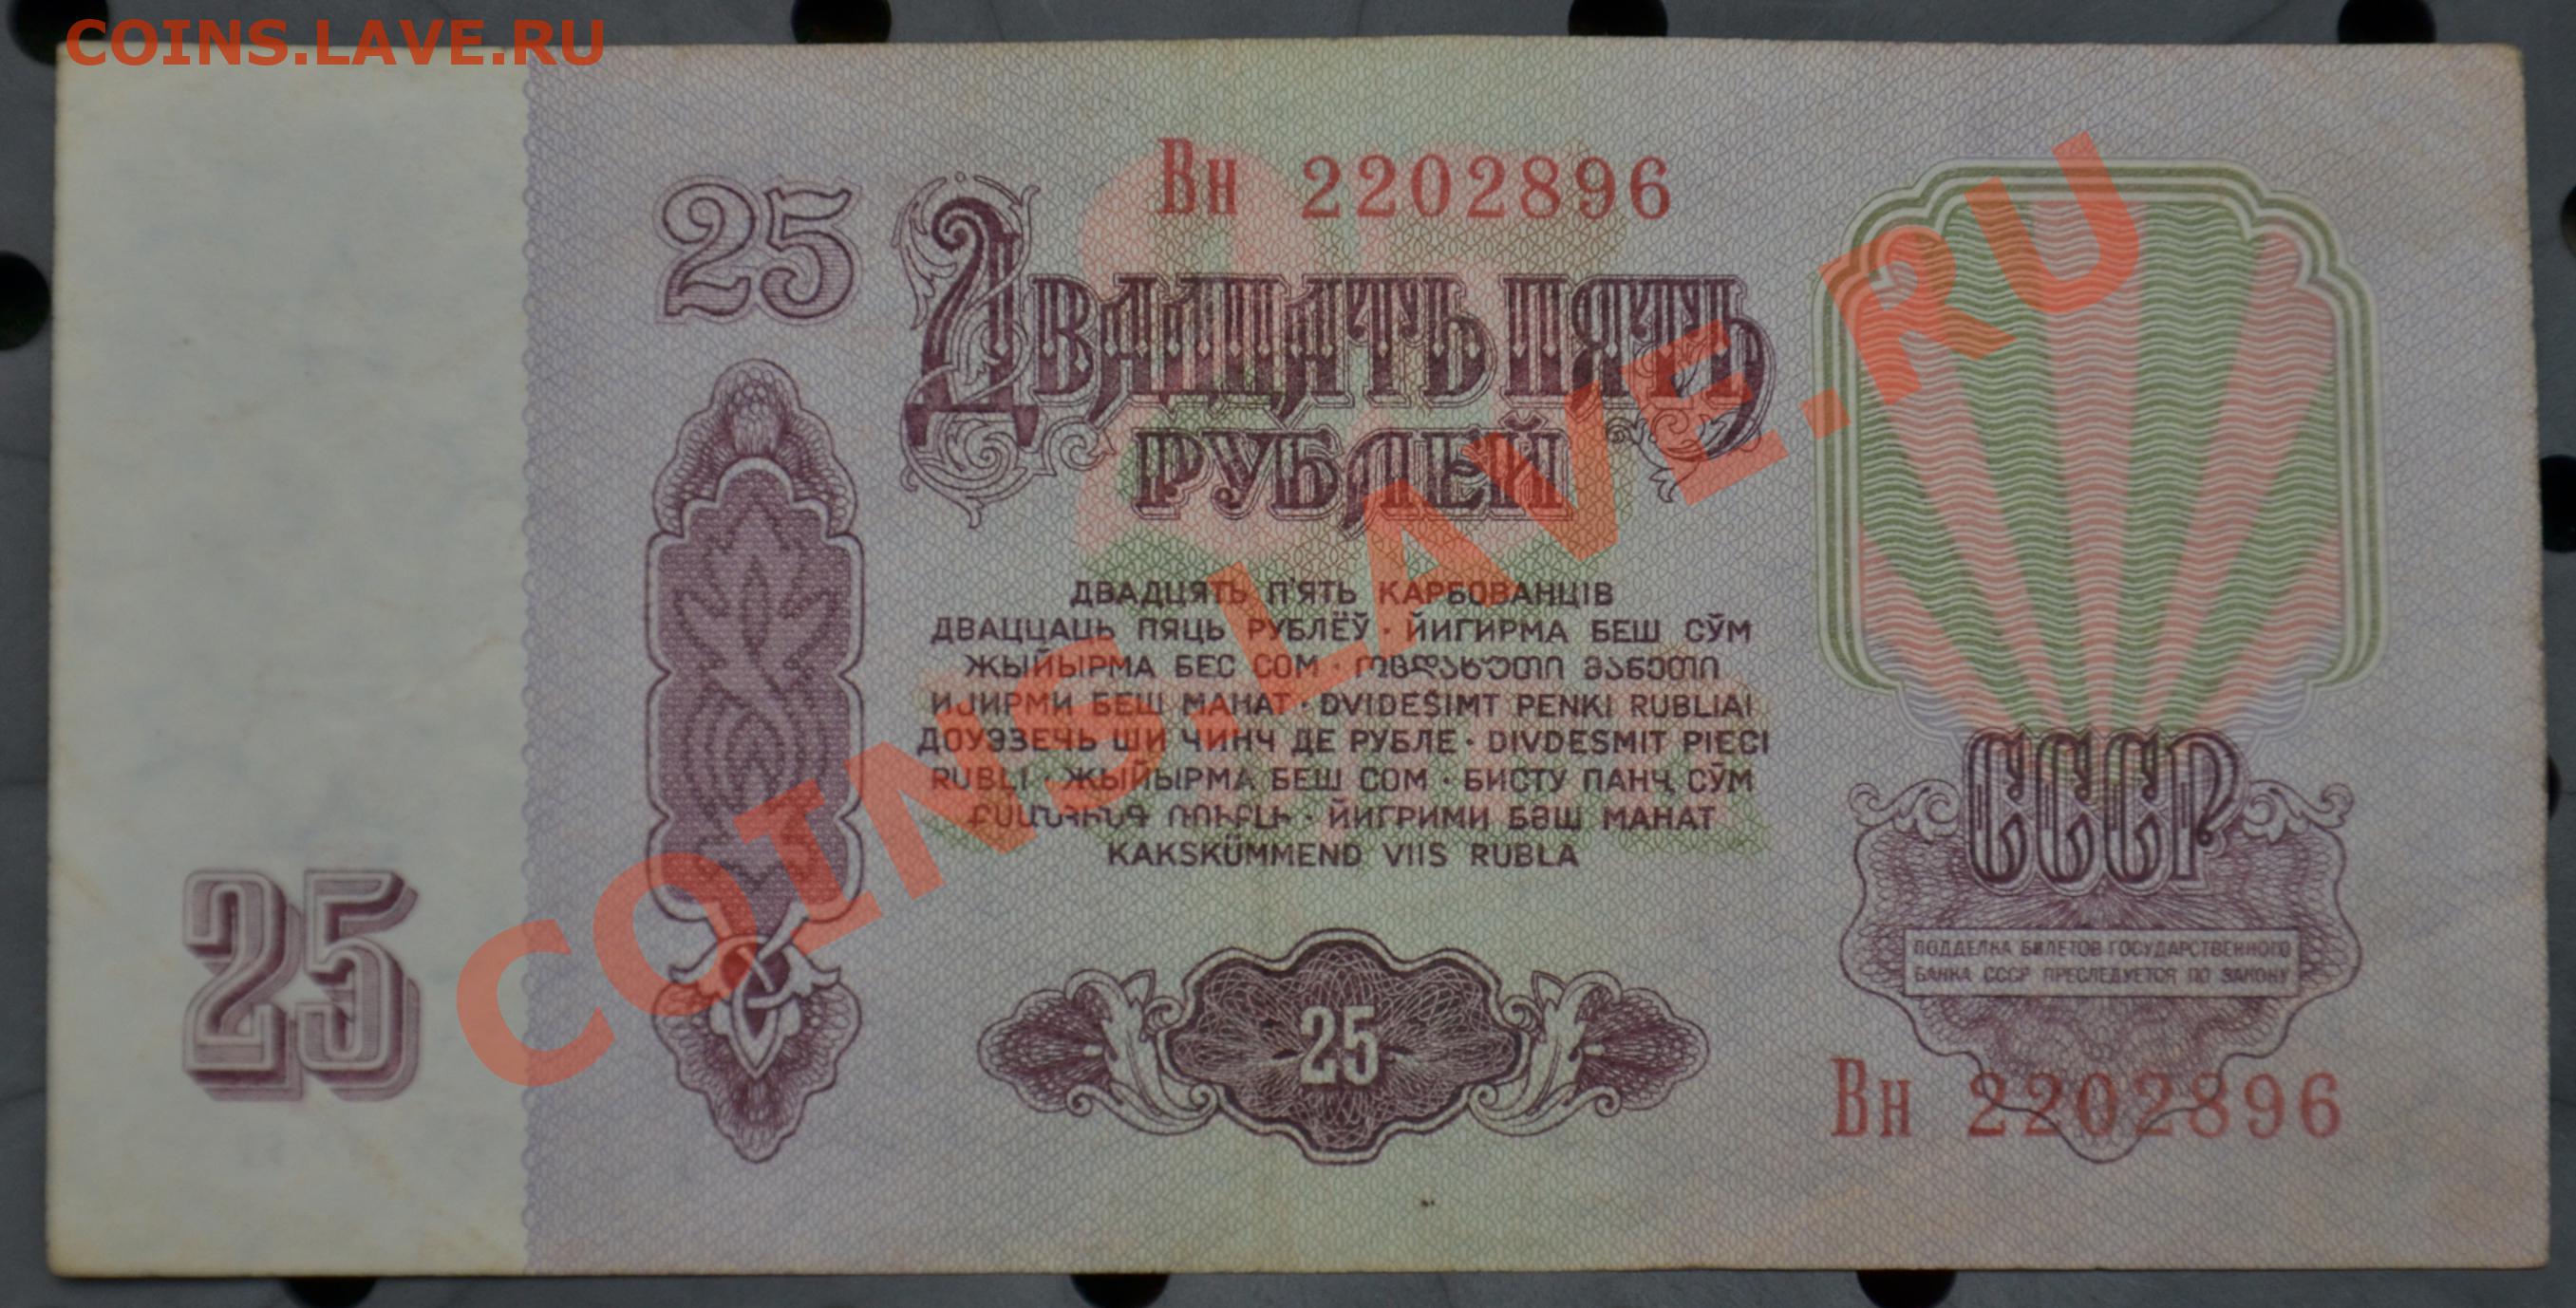 COINS.LAVE.RU
Вн 2202896
25
Двадцать пять
рублей
ДВАДЦЯТЬ П'ЯТЬ КАРБОВАНЦІВ
ДВАЦЦАЦЬ ПЯЦЬ РУБЛЁЎ · ЙИГИРМА БЕШ СЎМ
ЖЫЙЫРМА БЕС СОМ · ოცდახუთი მანეთი
ИЈИРМИ БЕШ МАНАТ · DVIDEŠIMT PENKI RUBLIAI
ДОУЭЗЕЧЬ ШИ ЧИНЧ ДЕ РУБЛЕ · DIVDESMIT PIECI
RUBĻI · ЖЫЙЫРМА БЕШ СОМ · БИСТУ ПАНҶ СӮМ
ՔՍԱՆՀԻՆԳ ՌՈՒԲԼԻ · ЙИГРИМИ БӘШ МАНАТ
KAKSKÜMMEND VIIS RUBLA
СССР
ПОДДЕЛКА БИЛЕТОВ ГОСУДАРСТВЕННОГО
БАНКА СССР ПРЕСЛЕДУЕТСЯ ПО ЗАКОНУ
25
25
Вн 2202896
COINS.LAVE.RU